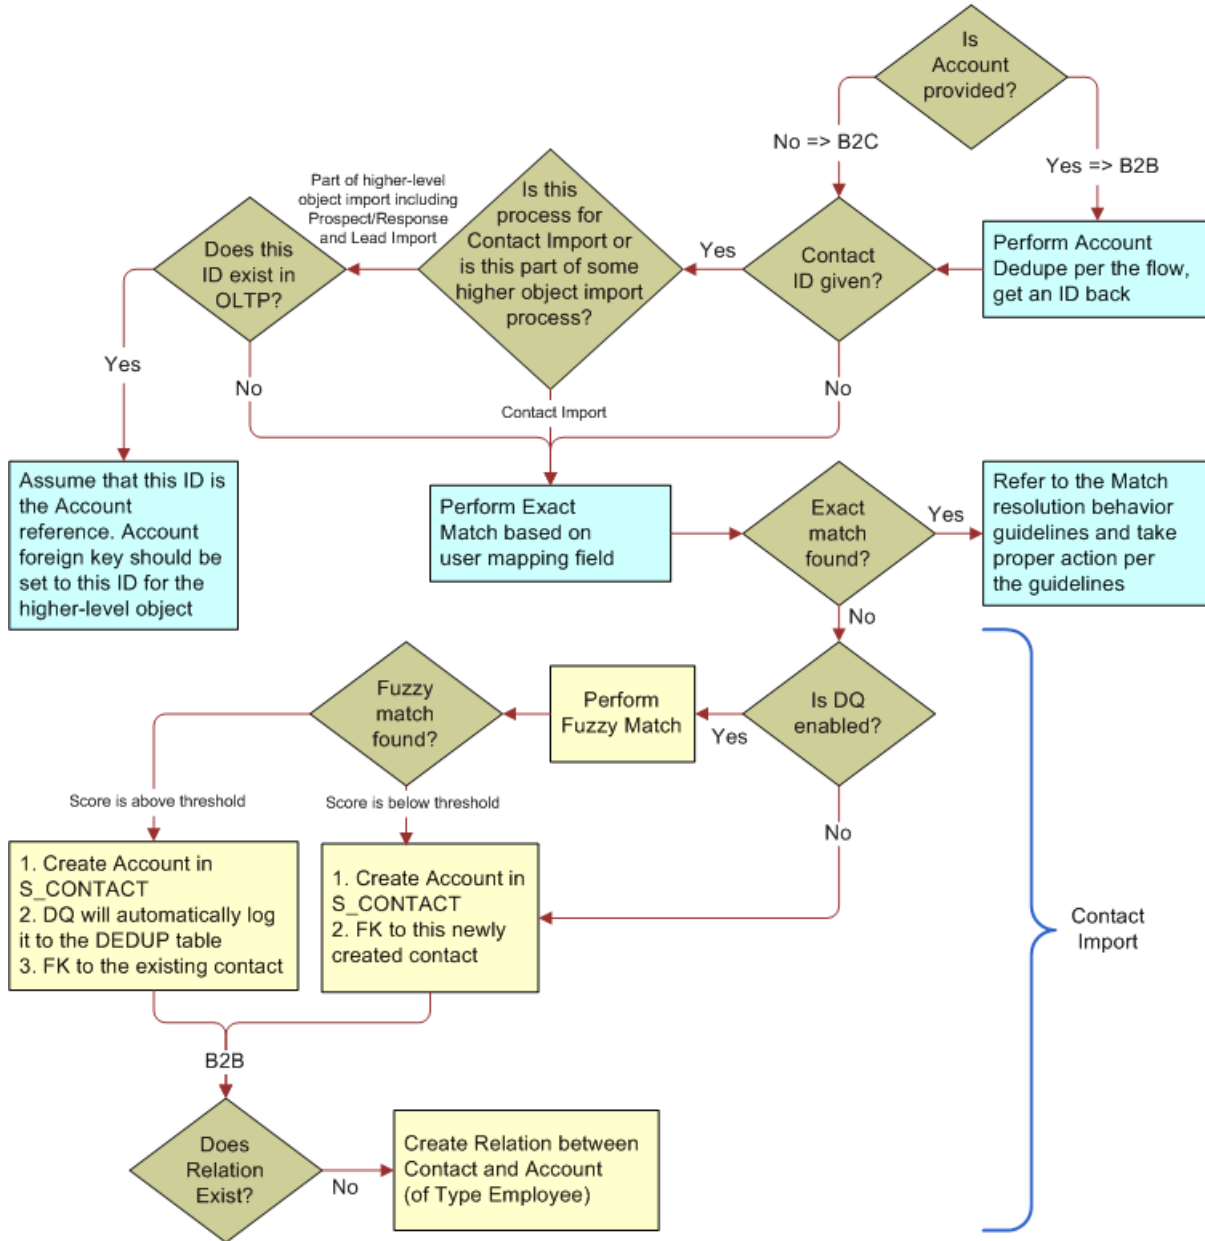 Is
Account
provided?
No => B2C
Yes => B2B
Part of higher-level
object import including
Prospect/Response
and Lead Import
Is this
process for
Contact Import or
is this part of some
higher object import
process?
Does this
ID exist in
OLTP?
Yes
Contact
ID given?
Perform Account
Dedupe per the flow,
get an ID back
Yes
No
Contact Import
No
Assume that this ID is
the Account
reference. Account
foreign key should be
set to this ID for the
higher-level object
Perform Exact
Match based on
user mapping field
Exact
match
found?
Yes
Refer to the Match
resolution behavior
guidelines and take
proper action per
the guidelines
No
Fuzzy
match
found?
Perform
Fuzzy Match
Yes
Is DQ
enabled?
Score is above threshold
Score is below threshold
No
1. Create Account in
S_CONTACT
2. DQ will automatically log
it to the DEDUP table
3. FK to the existing contact
1. Create Account in
S_CONTACT
2. FK to this newly
created contact
Contact
Import
B2B
Does
Relation
Exist?
No
Create Relation between
Contact and Account
(of Type Employee)